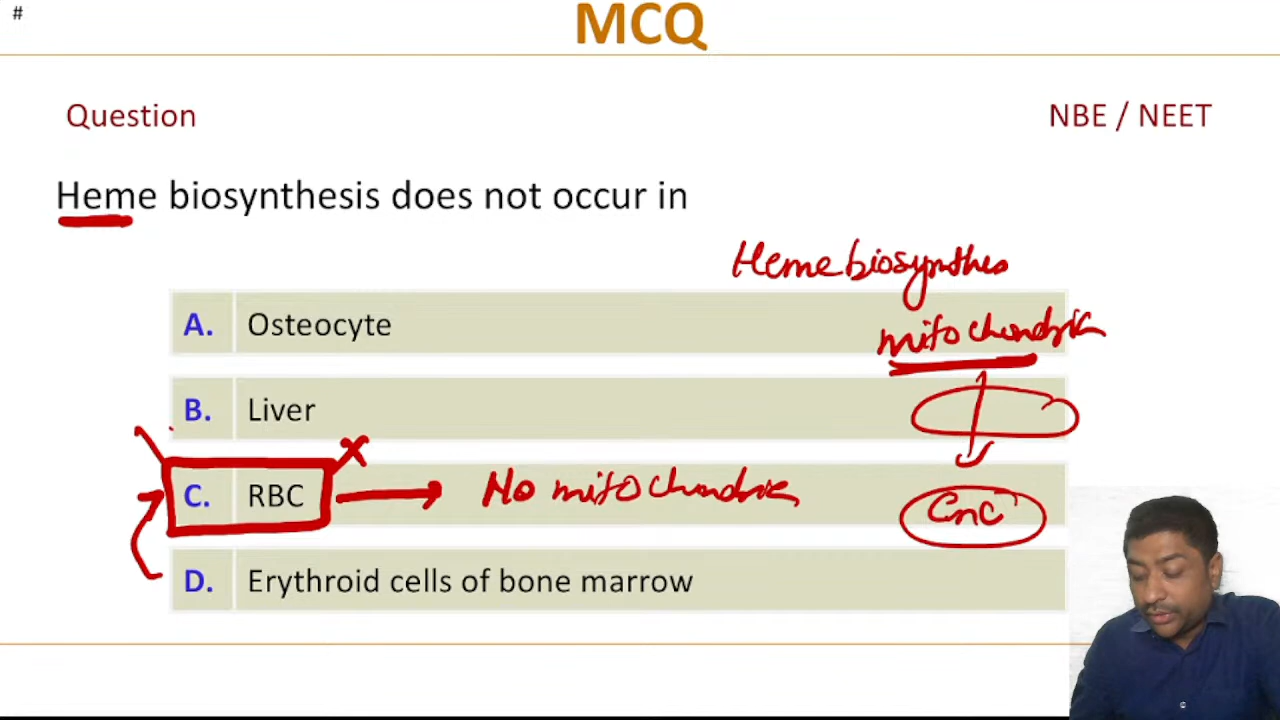 #
MCQ
Question
NBE / NEET
Heme biosynthesis does not occur in
Heme biosynthes
A. Osteocyte
mitochondria
B. Liver
C. RBC
No mitochondria
D. Erythroid cells of bone marrow